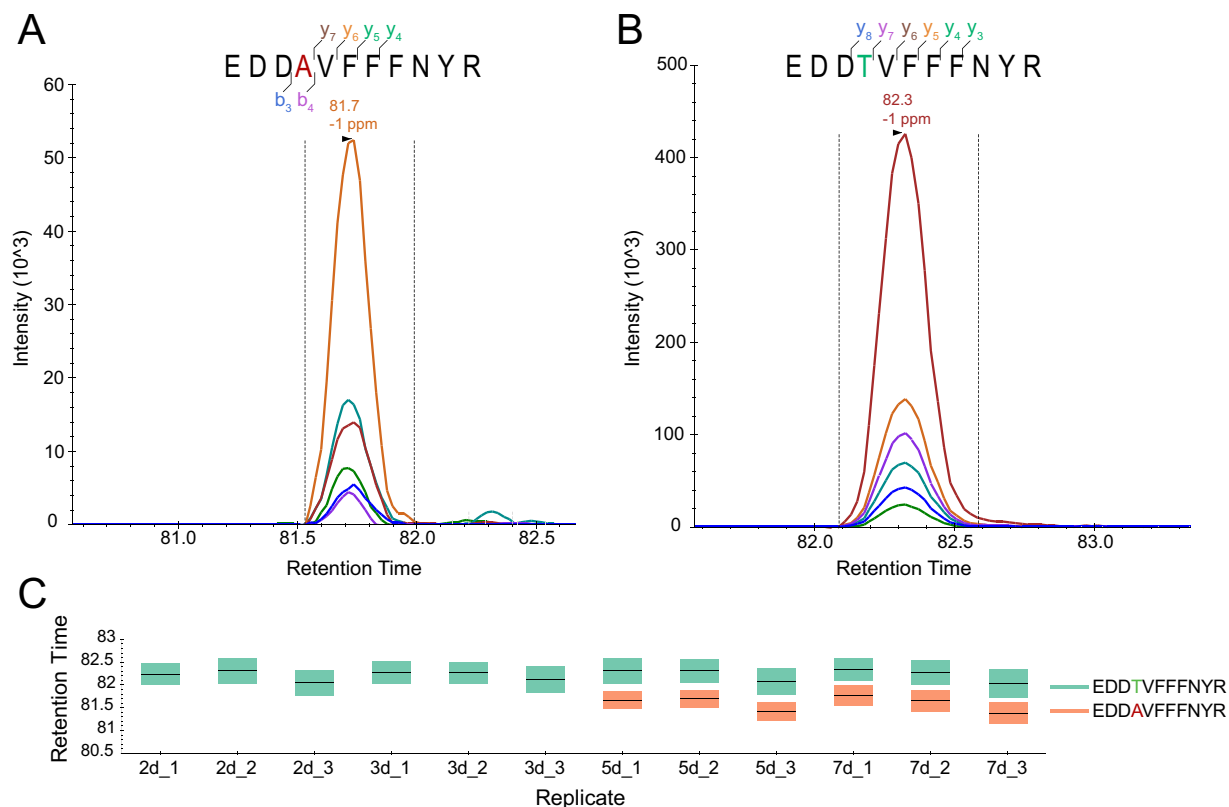 A
y7 y6 y5 y4
EDDAVFFFNYR
b3 b4
81.7
-1 ppm
60
50
40
30
20
10
0
Intensity (10^3)
81.0 81.5 82.0 82.5
Retention Time
B
y8 y7 y6 y5 y4 y3
EDDTVFFFNYR
82.3
-1 ppm
500
400
300
200
100
0
Intensity (10^3)
82.0 82.5 83.0
Retention Time
C
Retention Time
83
82.5
82
81.5
81
80.5
2d_1 2d_2 2d_3 3d_1 3d_2 3d_3 5d_1 5d_2 5d_3 7d_1 7d_2 7d_3
Replicate
EDDTVFFFNYR
EDDAVFFFNYR